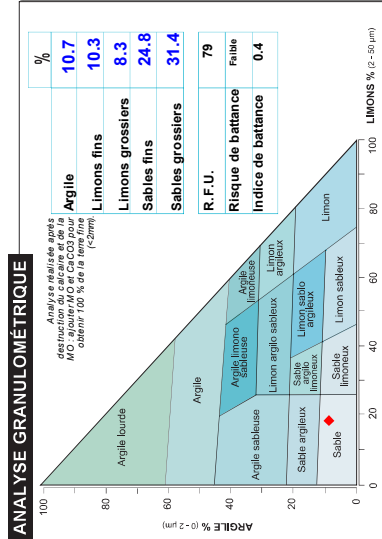 ANALYSE GRANULOMÉTRIQUE
Analyse réalisée après
destruction du calcaire et de la
MO : ajouter MO et CaCO3 pour
obtenir 100 % de la terre fine
(<2mm).
%
Argile 10.7
Limons fins 10.3
Limons grossiers 8.3
Sables fins 24.8
Sables grossiers 31.4
R.F.U. 79
Risque de battance Faible
Indice de battance 0.4
ARGILE % (0 - 2 µm)
100
80
60
40
20
0
Argile lourde
Argile
Argile
limoneuse
Argile limono
sableuse
Argile sableuse
Limon argilo sableux
Limon
argileux
Sable argileux
Sable
argilo
limoneux
Limon sablo
argileux
Limon
Sable
Sable
limoneux
Limon sableux
0
20
40
60
80
100
LIMONS % (2 - 50 µm)